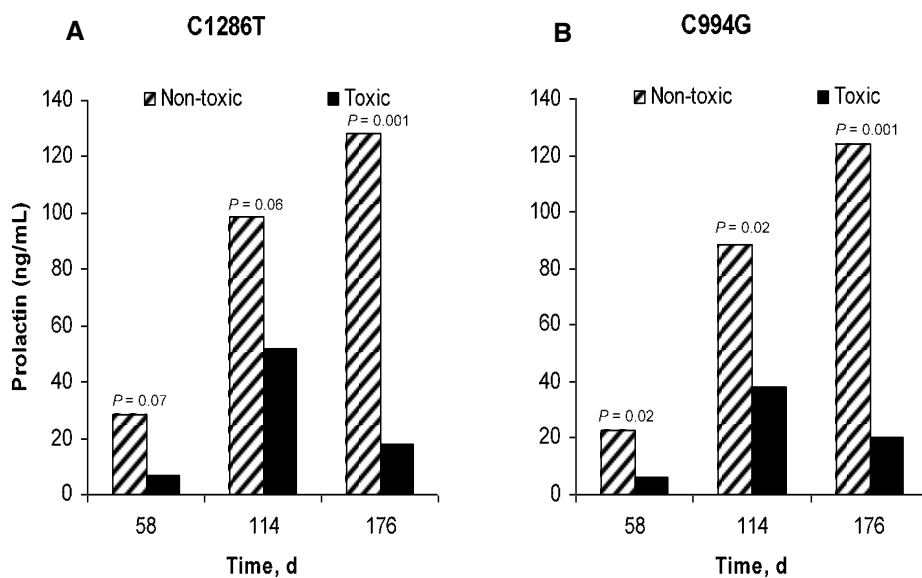 A
C1286T
Non-toxic
Toxic
Prolactin (ng/mL)
140
120
100
80
60
40
20
0
P = 0.07
P = 0.06
P = 0.001
58 114 176
Time, d
B
C994G
Non-toxic
Toxic
140
120
100
80
60
40
20
0
P = 0.02
P = 0.02
P = 0.001
58 114 176
Time, d